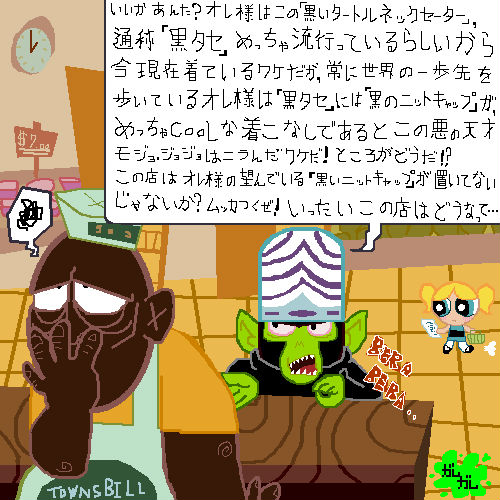 いいかあんた?オレ様はこの「黒いタートルネックセーター」,
通称「黒タセ」めっちゃ流行っているらしいから
今現在着ているワケだが,常に世界の一歩先を
歩いているオレ様は「黒タセ」には「黒のニットキャップ」が,
めっちゃCOOLな着こなしであるとこの悪の天才
モジョ・ジョジョはニラんだワケだ!ところがどうだ!?
この店はオレ様の望んでいる「黒いニットキャップ」が置いてない
じゃないか?ムッカつくぜ!いったいこの店はどうなって…
$7.00
BERA
BERA..
TOWNSBILL
ガル
ガル